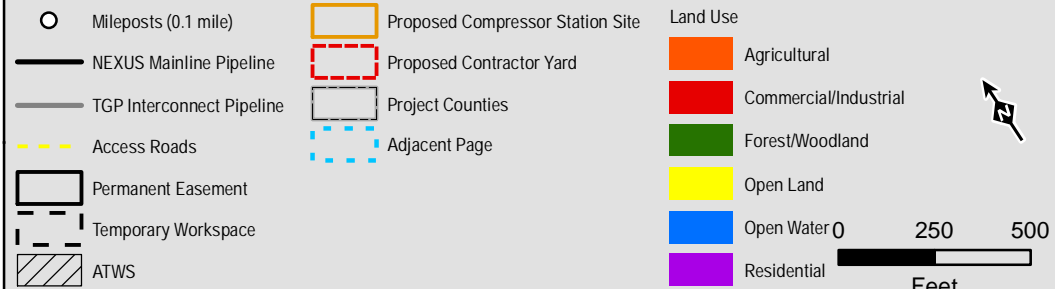 Mileposts (0.1 mile)
NEXUS Mainline Pipeline
TGP Interconnect Pipeline
Access Roads
Permanent Easement
Temporary Workspace
ATWS
Proposed Compressor Station Site
Proposed Contractor Yard
Project Counties
Adjacent Page
Land Use
Agricultural
Commercial/Industrial
Forest/Woodland
Open Land
Open Water
Residential
N
0 250 500
Feet